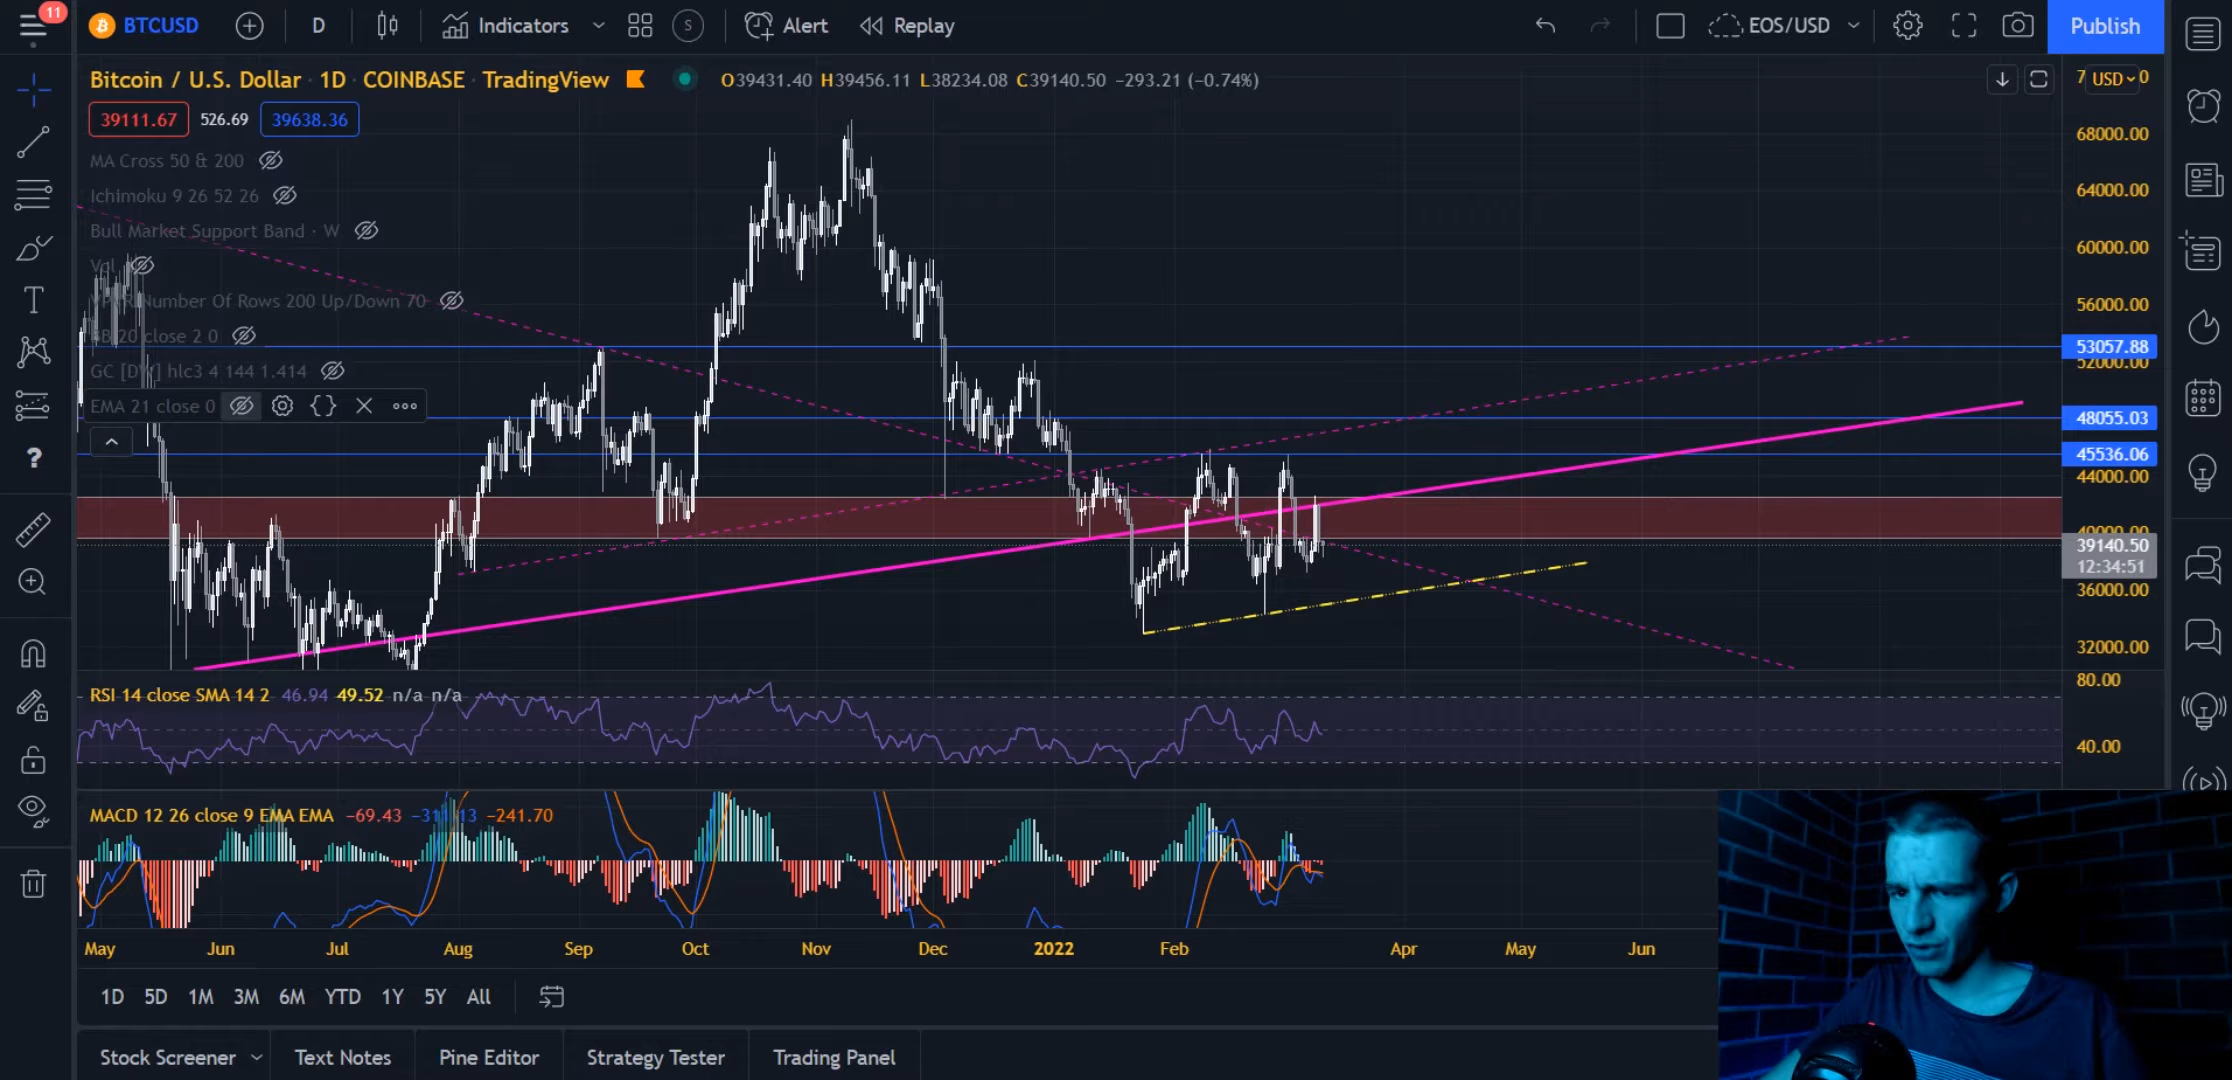 11
BTCUSD
D
Indicators
S
Alert
Replay
EOS/USD
Publish
Bitcoin / U.S. Dollar · 1D · COINBASE · TradingView
O39431.40 H39456.11 L38234.08 C39140.50 −293.21 (−0.74%)
39111.67 526.69 39638.36
MA Cross 50 & 200
Ichimoku 9 26 52 26
Bull Market Support Band · W
Vol
Number Of Rows 200 Up/Down 70
BB 20 close 2 0
GC [DW] hlc3 4 144 1.414
EMA 21 close 0
USD
68000.00
64000.00
60000.00
56000.00
53057.88
52000.00
48055.03
45536.06
44000.00
40000.00
39140.50
12:34:51
36000.00
32000.00
RSI 14 close SMA 14 2 46.94 49.52 n/a n/a
80.00
40.00
MACD 12 26 close 9 EMA EMA −69.43 −311.13 −241.70
May Jun Jul Aug Sep Oct Nov Dec 2022 Feb Apr May Jun
1D 5D 1M 3M 6M YTD 1Y 5Y All
Stock Screener Text Notes Pine Editor Strategy Tester Trading Panel